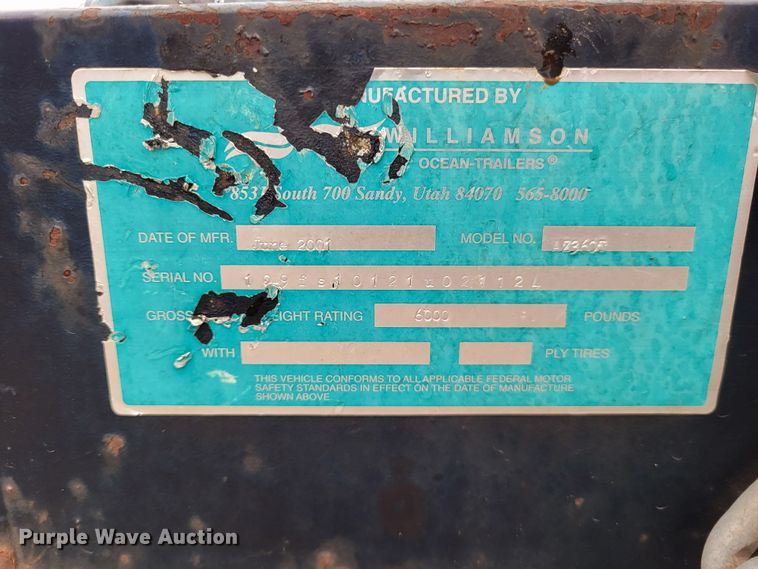 MANUFACTURED BY
WILLIAMSON
OCEAN-TRAILERS®
8531 South 700 Sandy, Utah 84070 565-8000
DATE OF MFR. June 2001 MODEL NO.
SERIAL NO.
GROSS WEIGHT RATING 6000 POUNDS
WITH PLY TIRES
THIS VEHICLE CONFORMS TO ALL APPLICABLE FEDERAL MOTOR
SAFETY STANDARDS IN EFFECT ON THE DATE OF MANUFACTURE
SHOWN ABOVE.
Purple Wave Auction